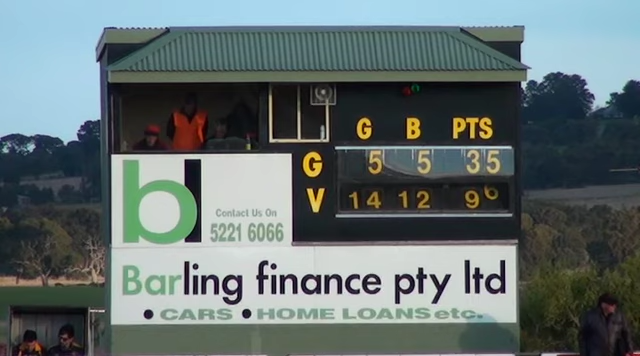 G B PTS
G 5 5 35
V 14 12 96
bl
Contact Us On
5221 6066
Barling finance pty ltd
• CARS • HOME LOANS etc.